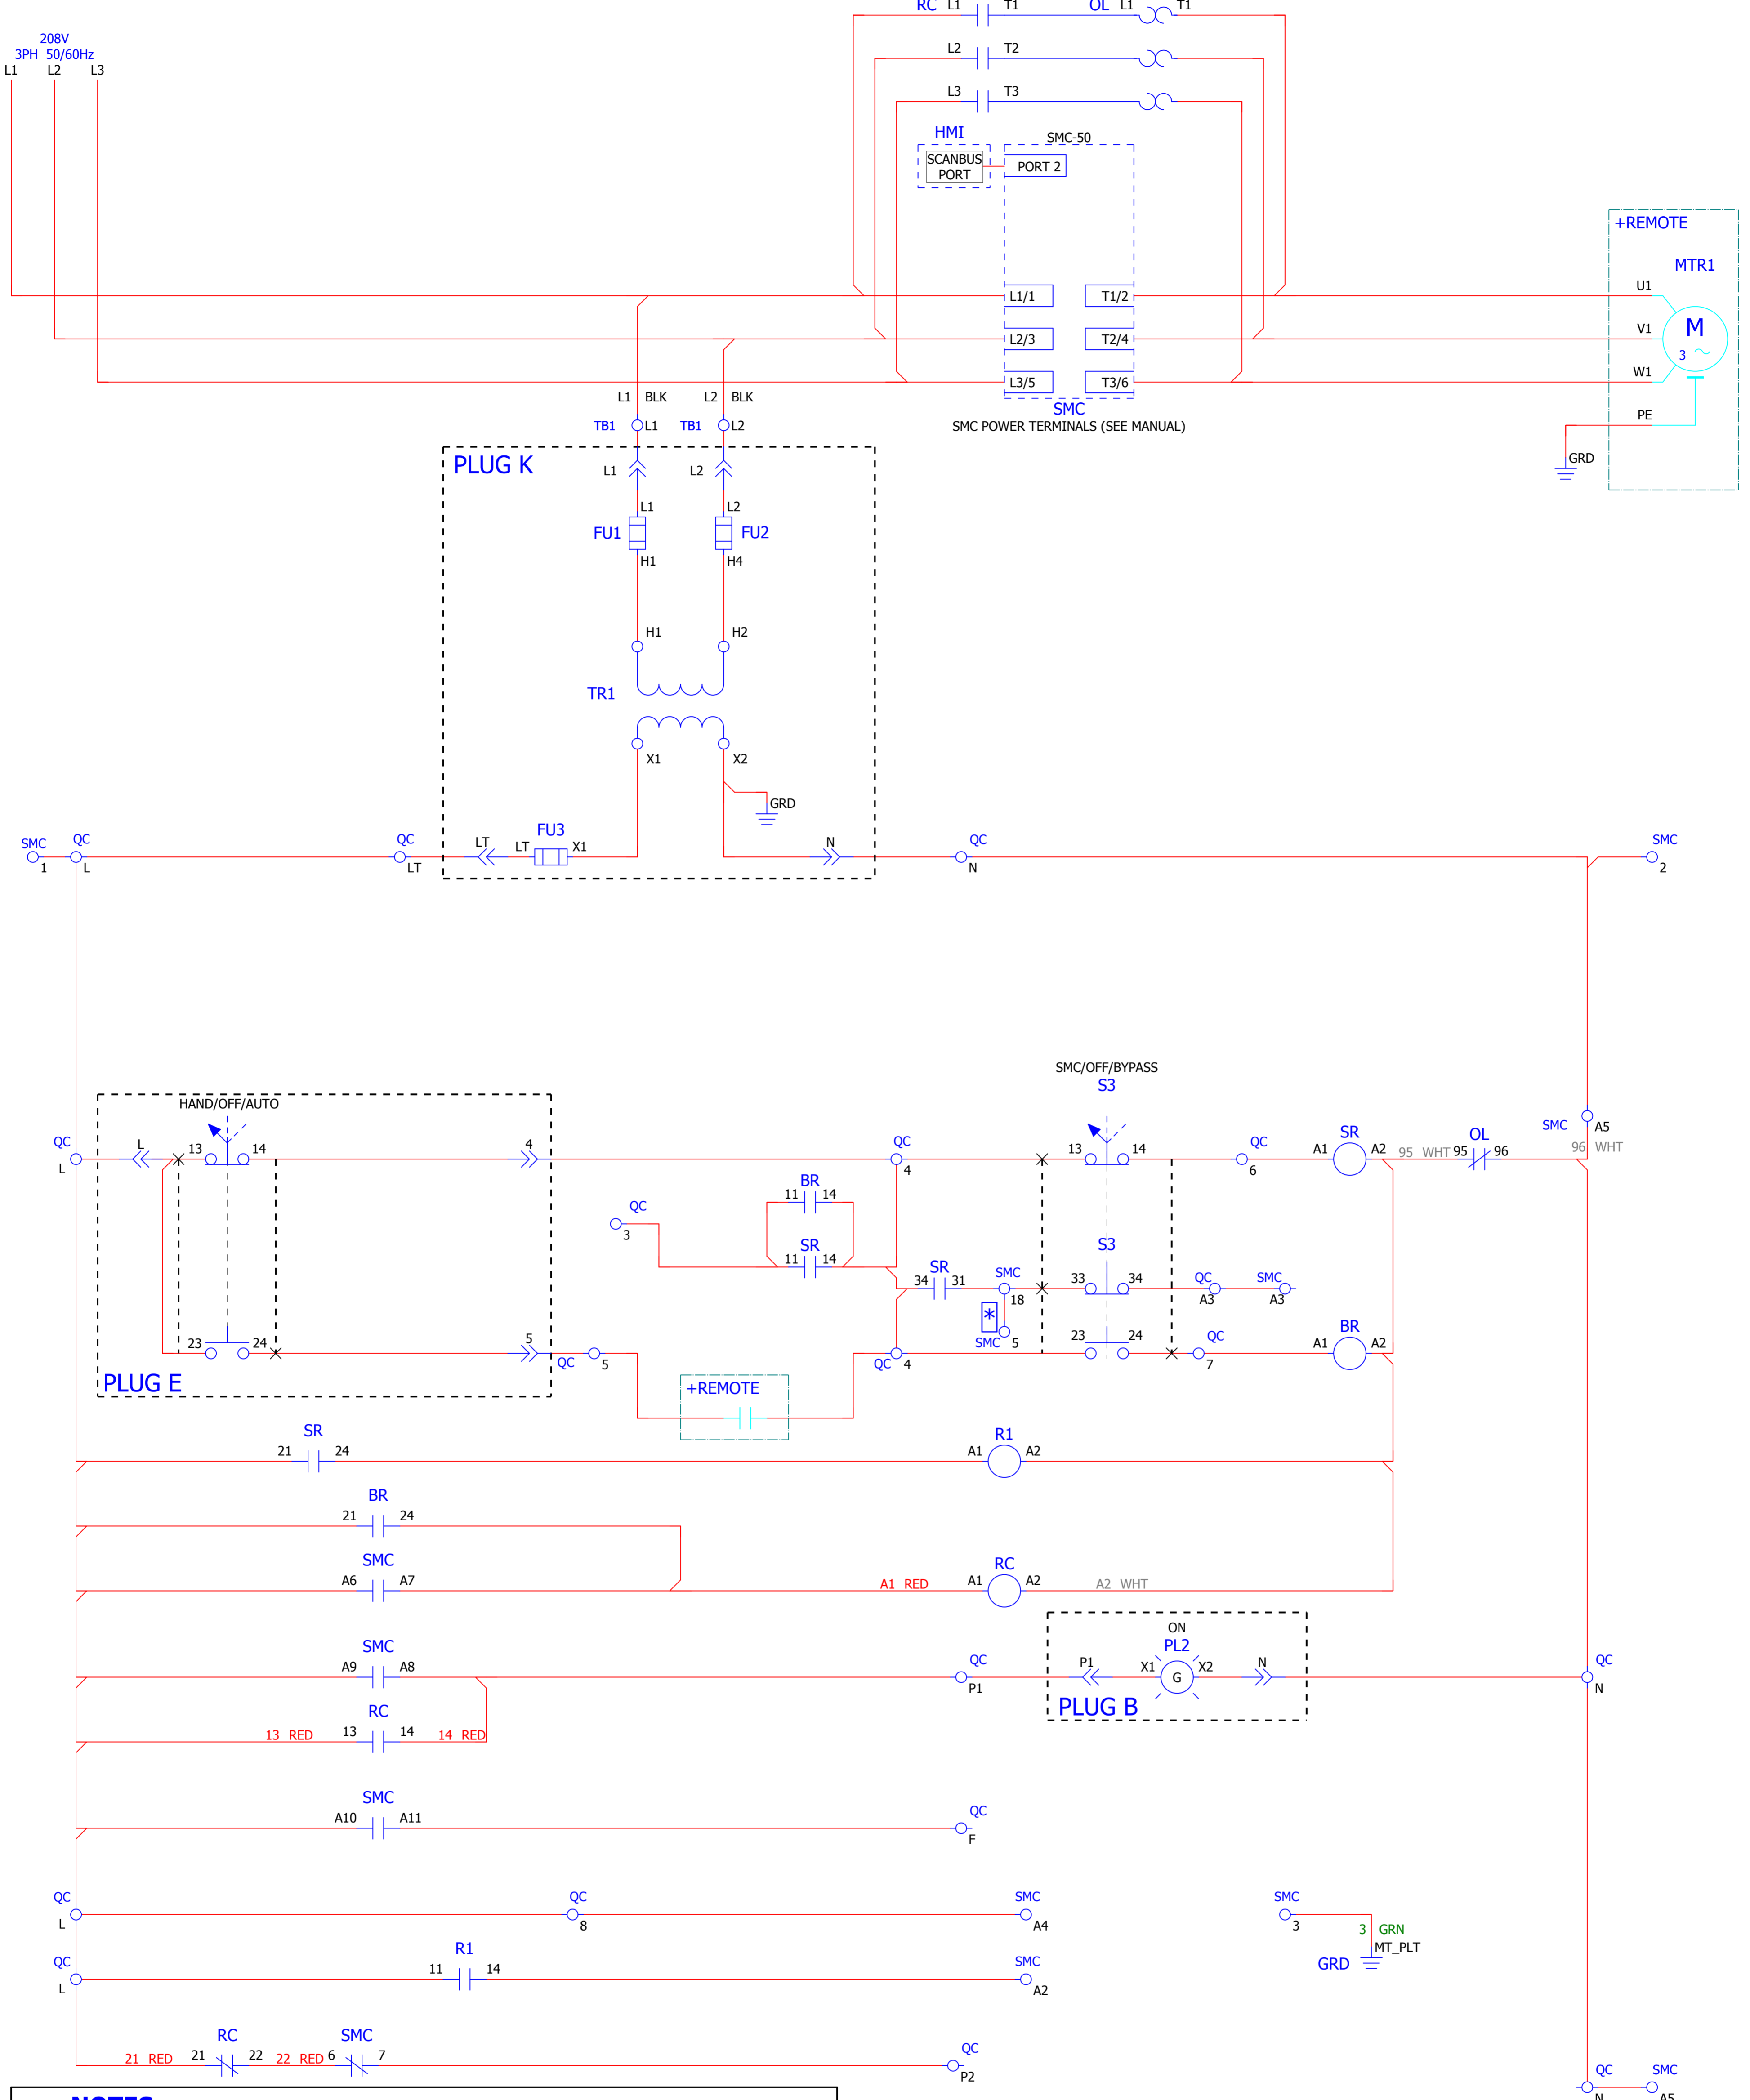 RC L1 T1 OL L1 T1
208V
3PH 50/60Hz
L1 L2 L3
L2 T2
L3 T3
HMI
SMC-50
SCANBUS
PORT
PORT 2
+REMOTE
MTR1
L1/1 T1/2 U1
L2/3 T2/4 V1 M
3
L3/5 T3/6 W1
L1 BLK L2 BLK
SMC
SMC POWER TERMINALS (SEE MANUAL)
PE
GRD
TB1 L1 TB1 L2
PLUG K
L1 L2
L1 L2
FU1 FU2
H1 H4
H1 H2
TR1
X1 X2
GRD
SMC QC QC FU3 QC SMC
LT LT X1 N
1 L LT N 2
SMC/OFF/BYPASS
S3
HAND/OFF/AUTO
SMC A5
QC L 13 14 4 QC 13 14 QC A1 SR A2 95 WHT 95 OL 96 96 WHT
L 4 6
BR
11 14
QC
3
SR
11 14
S3
SR
34 31 SMC 33 34 QC SMC
18 A3 A3
*
SMC 5
23 24 5 23 24 QC A1 BR A2
QC 5 QC 4 7
PLUG E
+REMOTE
SR R1
21 24 A1 A2
BR
21 24
SMC RC
A6 A7 A1 RED A1 A2 A2 WHT
ON
SMC PL2
A9 A8 QC P1 X1 G X2 N QC
P1 N
PLUG B
RC
13 RED 13 14 14 RED
SMC
A10 A11 QC
F
QC QC SMC SMC
L 8 A4 3
3 GRN
MT_PLT
GRD
QC R1 SMC
11 14
L A2
RC SMC
21 RED 21 22 22 RED 6 7 QC
P2
QC SMC
N A5
NOTES